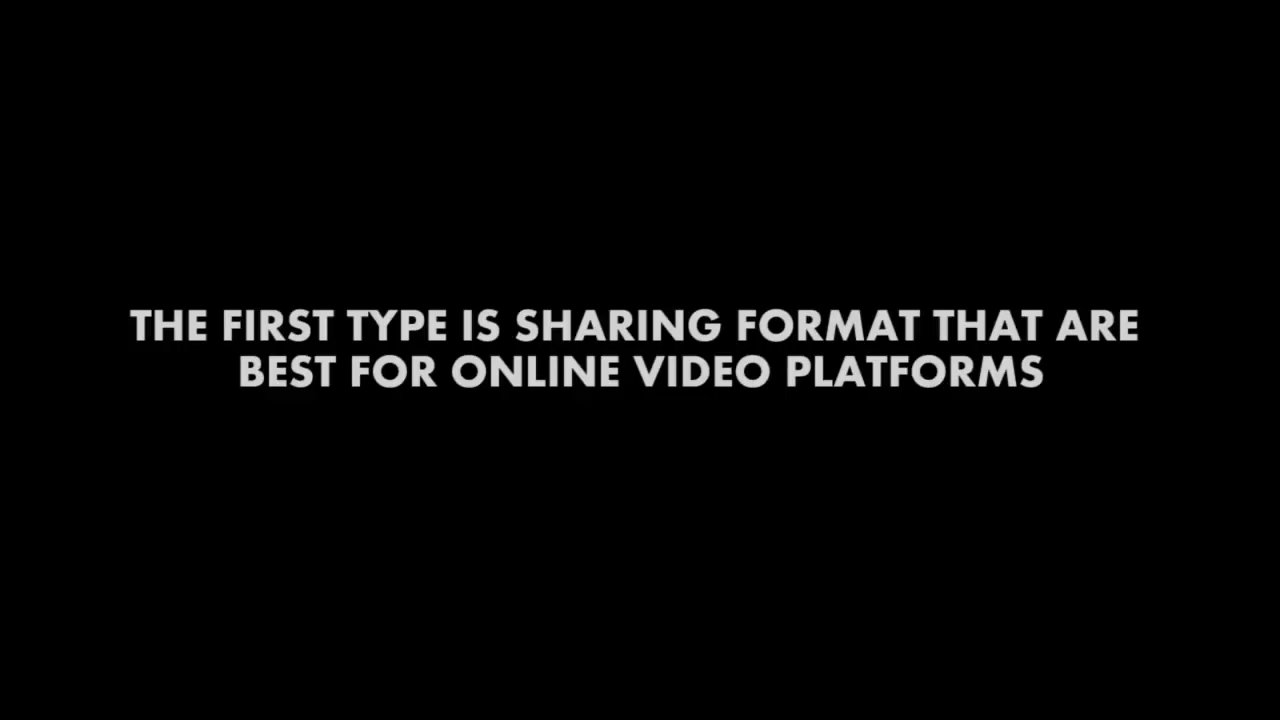 THE FIRST TYPE IS SHARING FORMAT THAT ARE
BEST FOR ONLINE VIDEO PLATFORMS